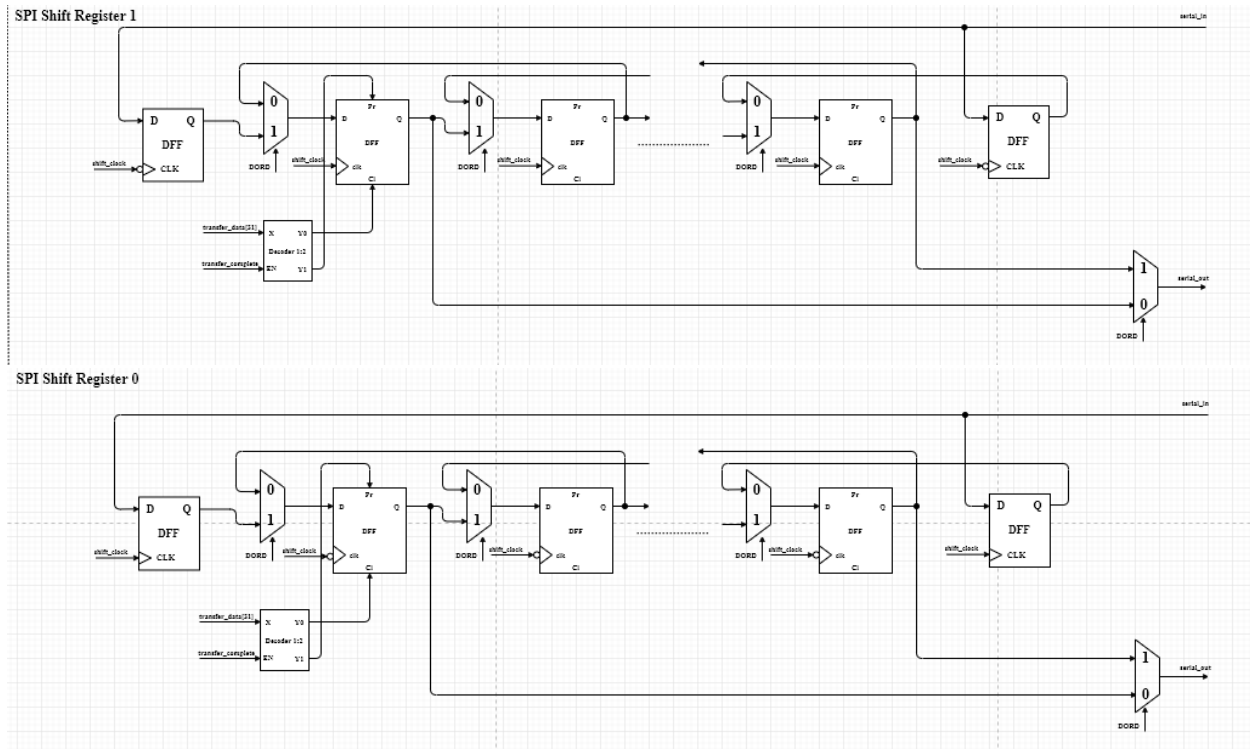 SPI Shift Register 1
serial_in
D Q
DFF
shift_clock
CLK
0
1
DORD
Pr
D Q
DFF
shift_clock
clk
Cl
0
1
DORD
Pr
D Q
DFF
shift_clock
clk
Cl
0
1
DORD
Pr
D Q
DFF
shift_clock
clk
Cl
D Q
DFF
shift_clock
CLK
transfer_data[31]
X Y0
Decoder 1:2
transfer_complete
EN Y1
1
0
serial_out
DORD
SPI Shift Register 0
serial_in
D Q
DFF
shift_clock
CLK
0
1
DORD
Pr
D Q
DFF
shift_clock
clk
Cl
0
1
DORD
Pr
D Q
DFF
shift_clock
clk
Cl
0
1
DORD
Pr
D Q
DFF
shift_clock
clk
Cl
D Q
DFF
shift_clock
CLK
transfer_data[31]
X Y0
Decoder 1:2
transfer_complete
EN Y1
1
0
serial_out
DORD